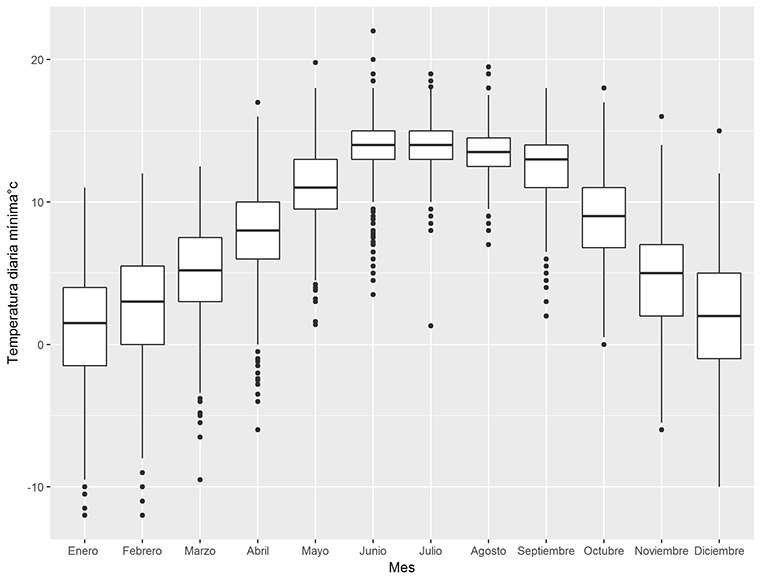 Temperatura diaria mínima°c
20
10
0
-10
Enero Febrero Marzo Abril Mayo Junio Julio Agosto Septiembre Octubre Noviembre Diciembre
Mes